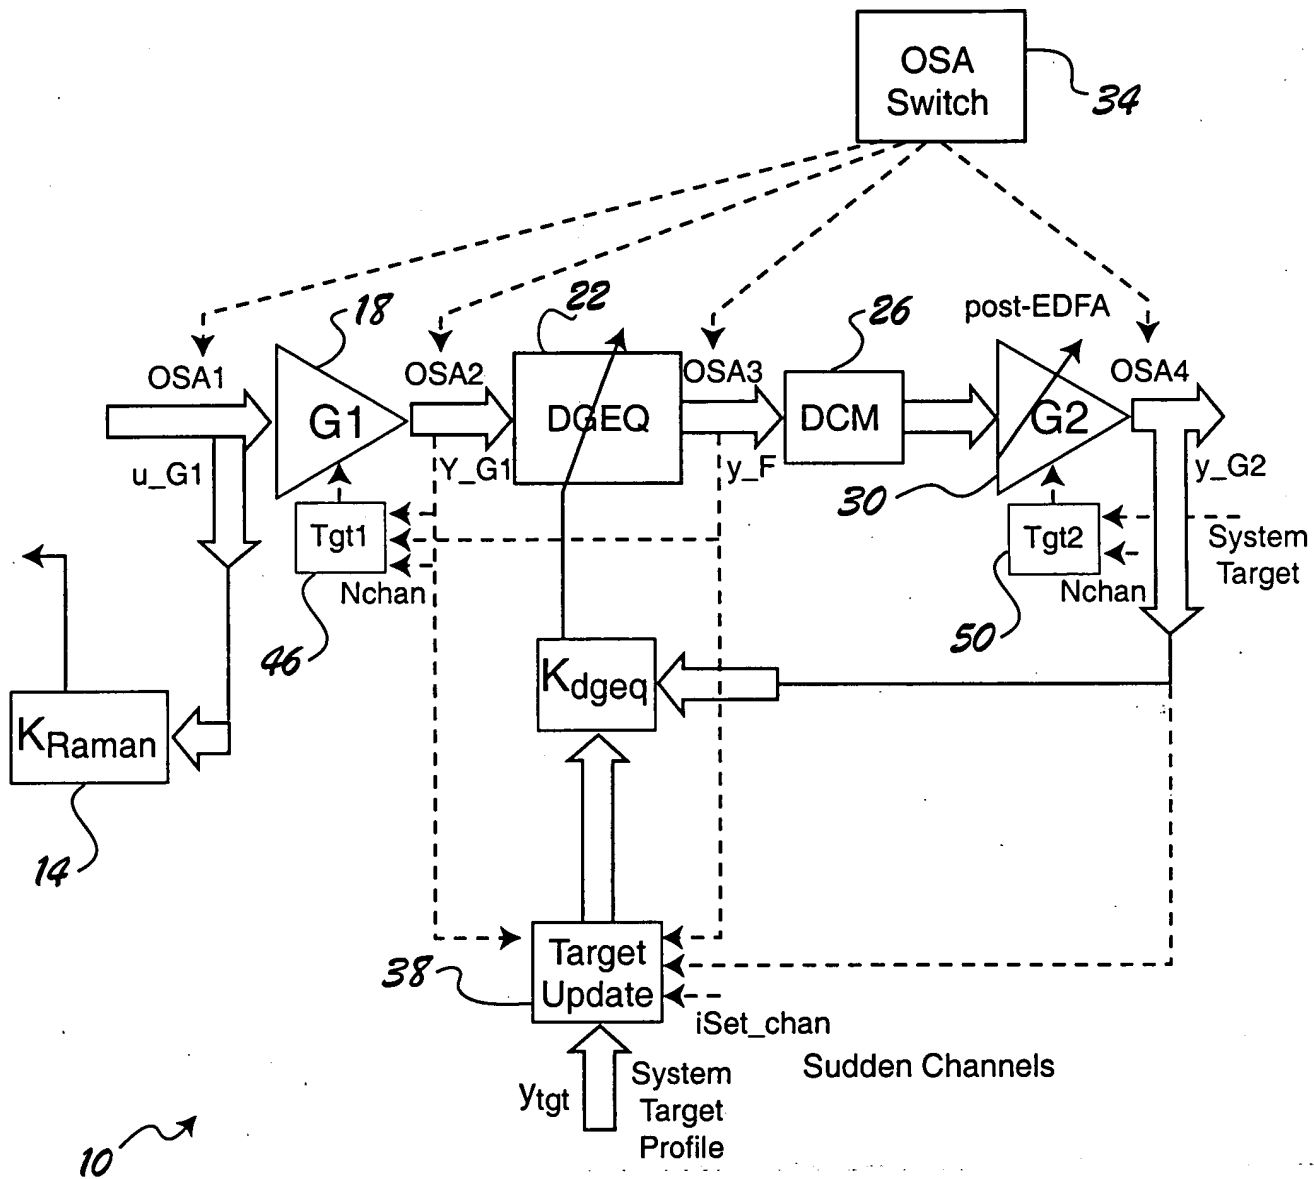 OSA
Switch
34
18
22
26
post-EDFA
OSA1
OSA2
OSA3
OSA4
G1
DGEQ
DCM
G2
u_G1
Y_G1
y_F
y_G2
30
Tgt1
Tgt2
System
Target
Nchan
Nchan
46
50
Kdgeq
KRaman
14
Target
Update
38
iSet_chan
Sudden Channels
ytgt
System
Target
Profile
10